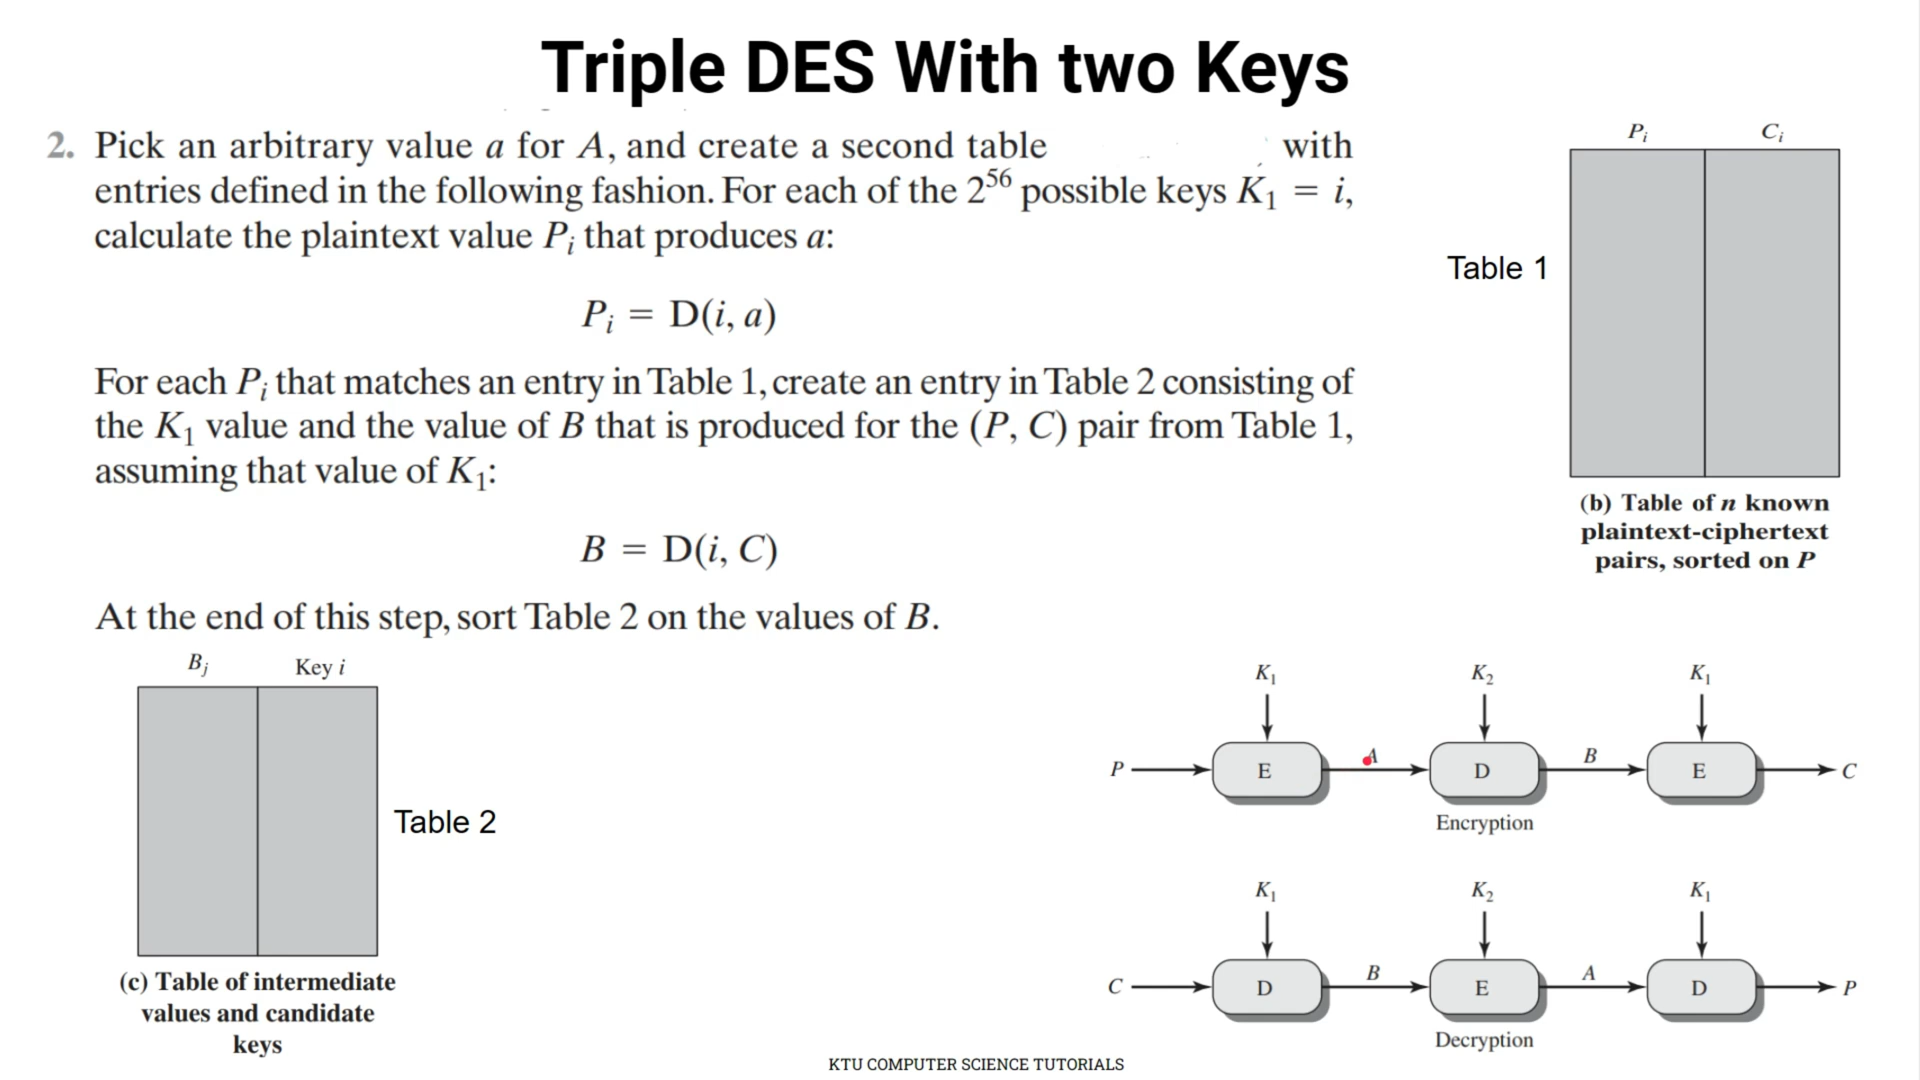 Triple DES With two Keys
2. Pick an arbitrary value a for A, and create a second table with
entries defined in the following fashion. For each of the 2^56 possible keys K₁ = i,
calculate the plaintext value Pᵢ that produces a:
Pᵢ = D(i, a)
For each Pᵢ that matches an entry in Table 1, create an entry in Table 2 consisting of
the K₁ value and the value of B that is produced for the (P, C) pair from Table 1,
assuming that value of K₁:
B = D(i, C)
At the end of this step, sort Table 2 on the values of B.
Pᵢ Cᵢ
Table 1
(b) Table of n known
plaintext-ciphertext
pairs, sorted on P
Bⱼ Key i
Table 2
(c) Table of intermediate
values and candidate
keys
K₁ K₂ K₁
P E A D B E C
Encryption
K₁ K₂ K₁
C D B E A D P
Decryption
KTU COMPUTER SCIENCE TUTORIALS